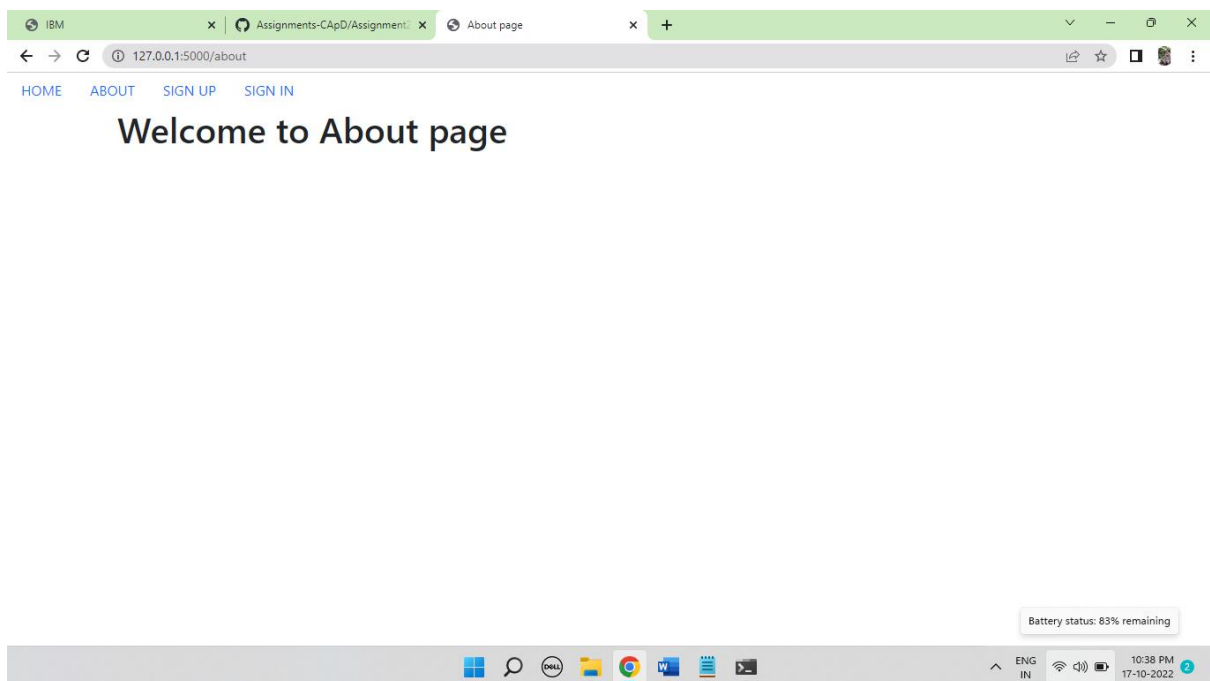 IBM Assignments-CApD/Assignment2 About page
127.0.0.1:5000/about
HOME ABOUT SIGN UP SIGN IN
Welcome to About page
Battery status: 83% remaining
DELL W ENG 10:38 PM
IN 17-10-2022 2